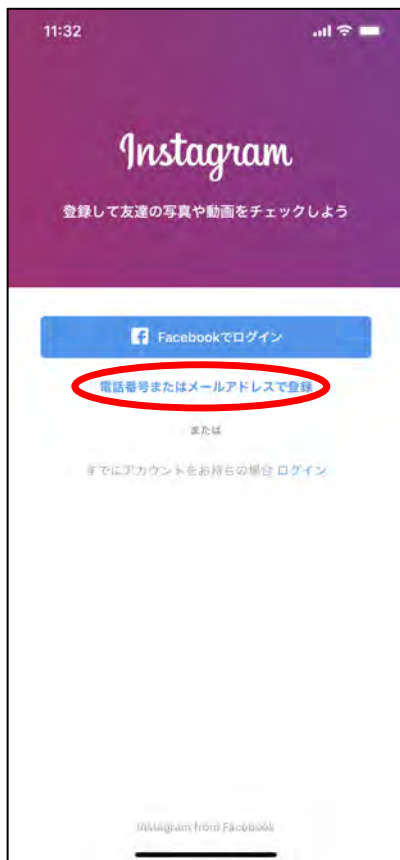 11:32
Instagram
登録して友達の写真や動画をチェックしよう
Facebookでログイン
電話番号またはメールアドレスで登録
または
すでにアカウントをお持ちの場合 ログイン
Instagram from Facebook